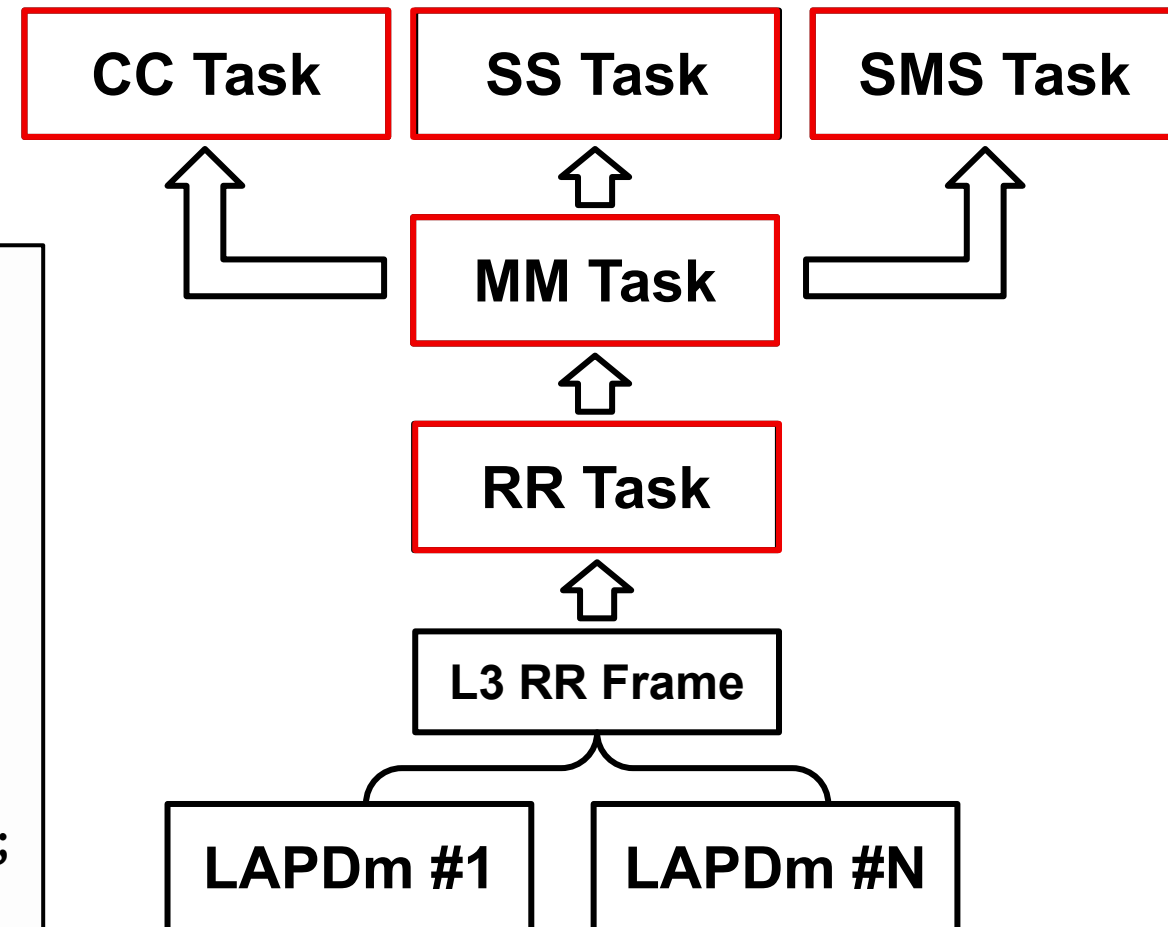 CC Task
SS Task
SMS Task
MM Task
RR Task
L3 RR Frame
;
LAPDm #1
LAPDm #N